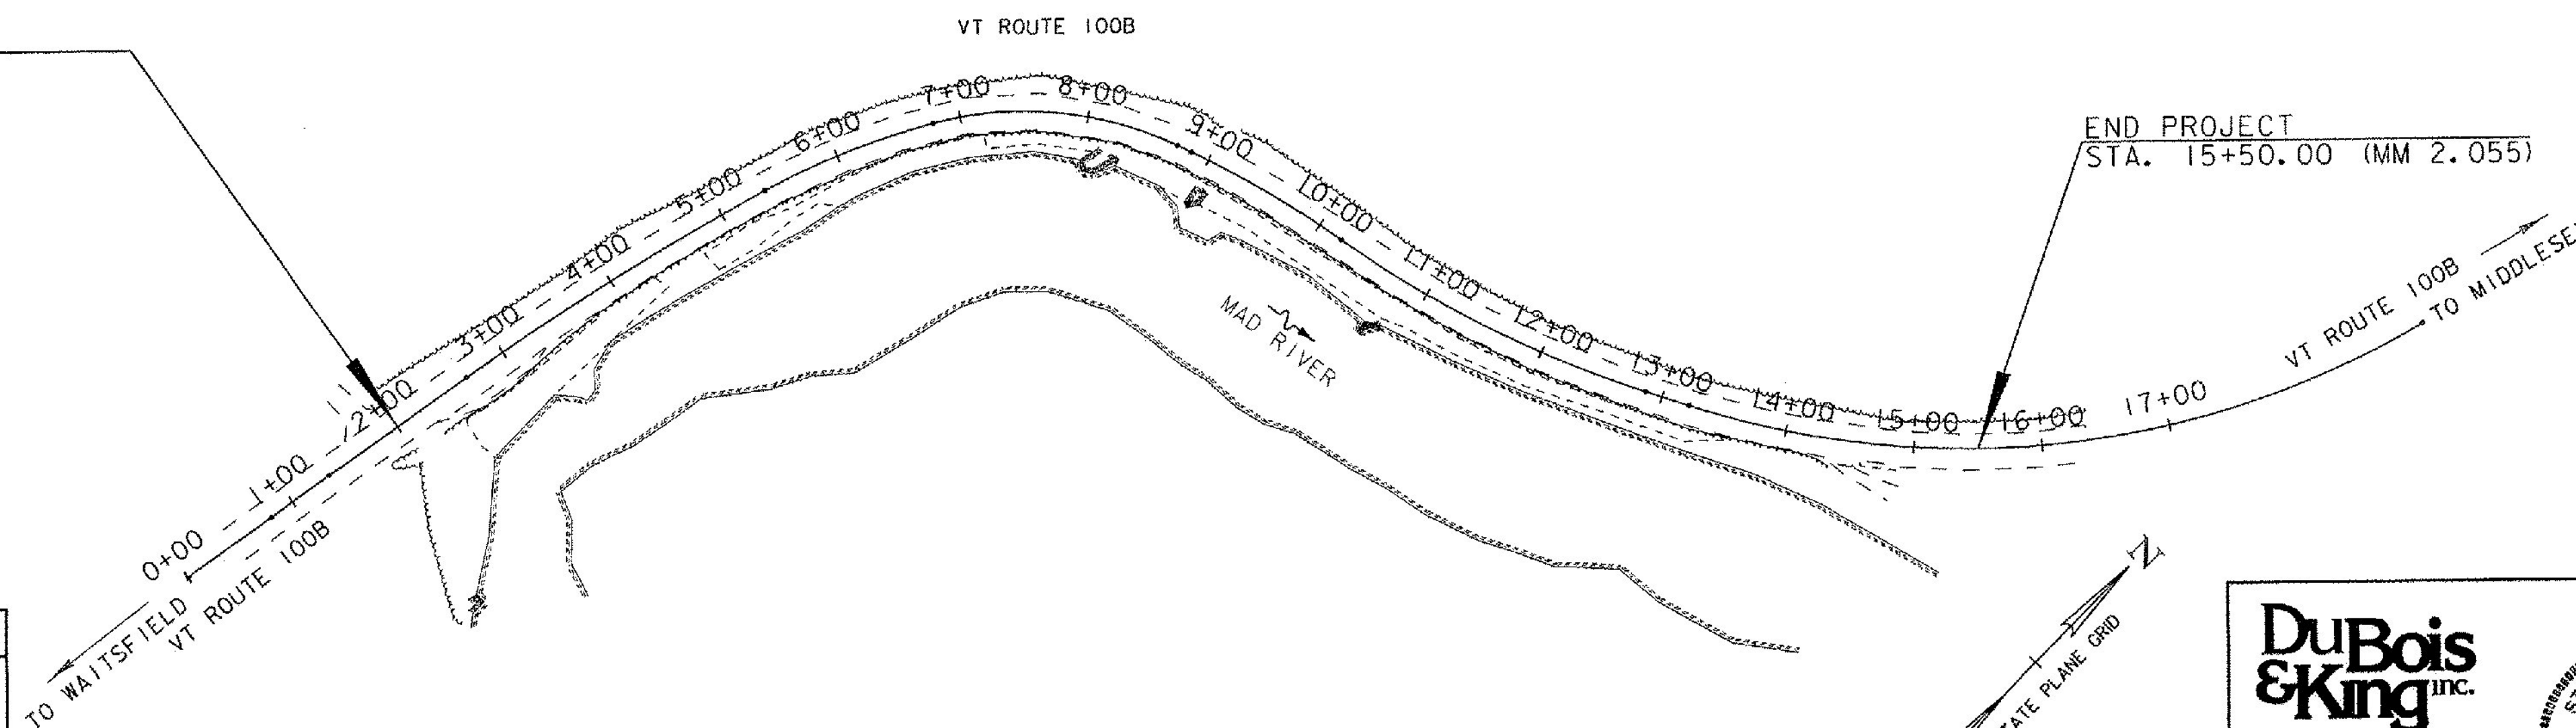 VT ROUTE 100B
0+00
1+00
2+00
3+00
4+00
5+00
6+00
7+00
8+00
9+00
10+00
11+00
12+00
13+00
14+00
15+00
16+00
17+00
END PROJECT
STA. 15+50.00 (MM 2.055)
VT ROUTE 100B
TO MIDDLESE
MAD RIVER
TO WAITSFIELD
VT ROUTE 100B
N
ATE PLANE GRID
DuBois
&King inc.